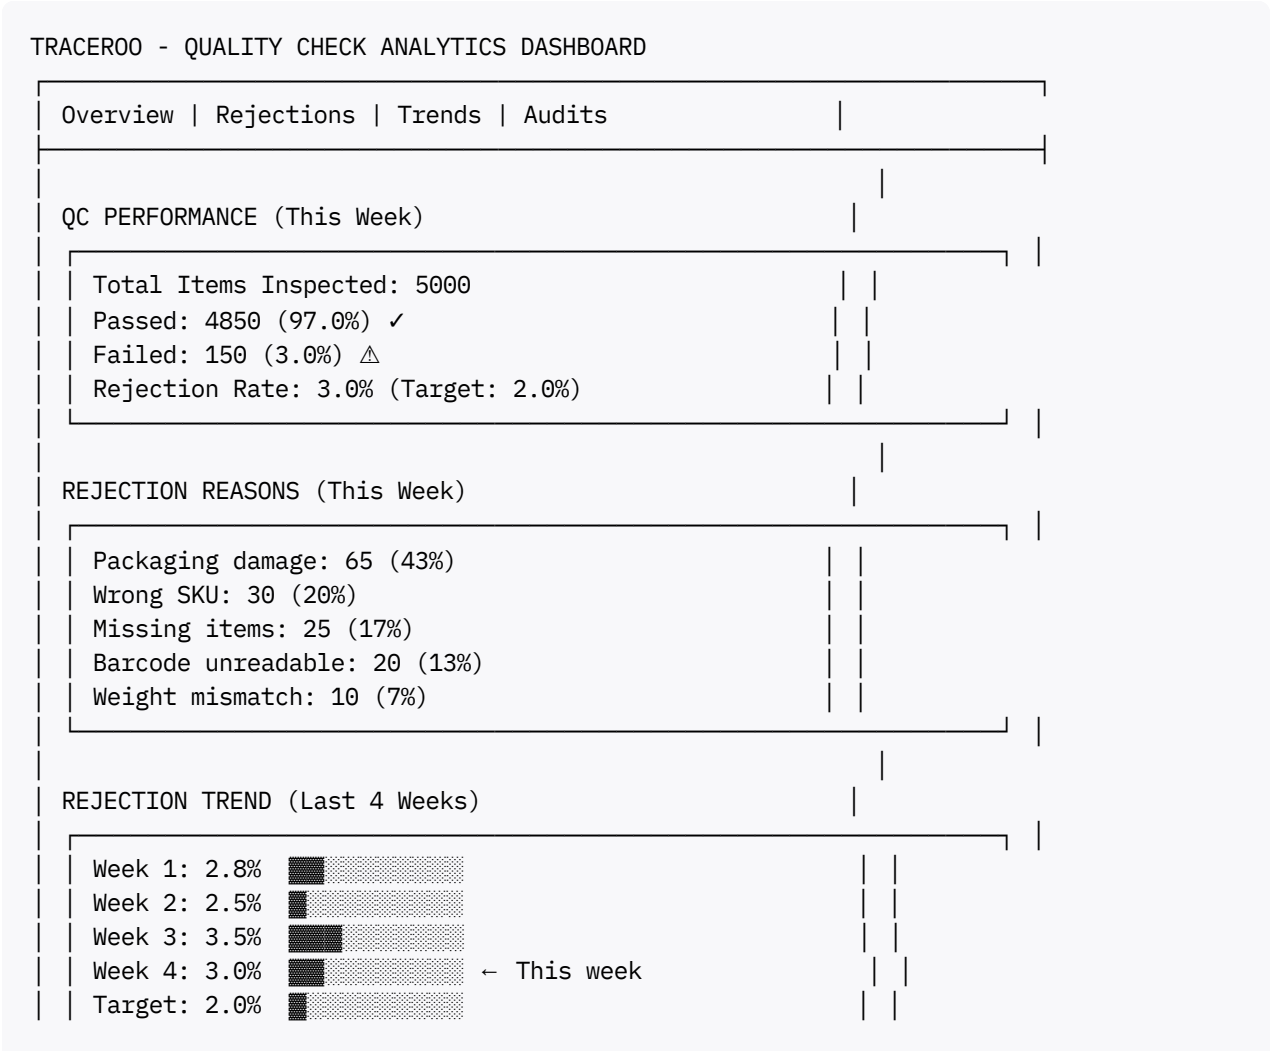 TRACEROO - QUALITY CHECK ANALYTICS DASHBOARD
Overview | Rejections | Trends | Audits
QC PERFORMANCE (This Week)
Total Items Inspected: 5000
Passed: 4850 (97.0%) ✓
Failed: 150 (3.0%) ⚠
Rejection Rate: 3.0% (Target: 2.0%)
REJECTION REASONS (This Week)
Packaging damage: 65 (43%)
Wrong SKU: 30 (20%)
Missing items: 25 (17%)
Barcode unreadable: 20 (13%)
Weight mismatch: 10 (7%)
REJECTION TREND (Last 4 Weeks)
Week 1: 2.8%
Week 2: 2.5%
Week 3: 3.5%
Week 4: 3.0% ← This week
Target: 2.0%